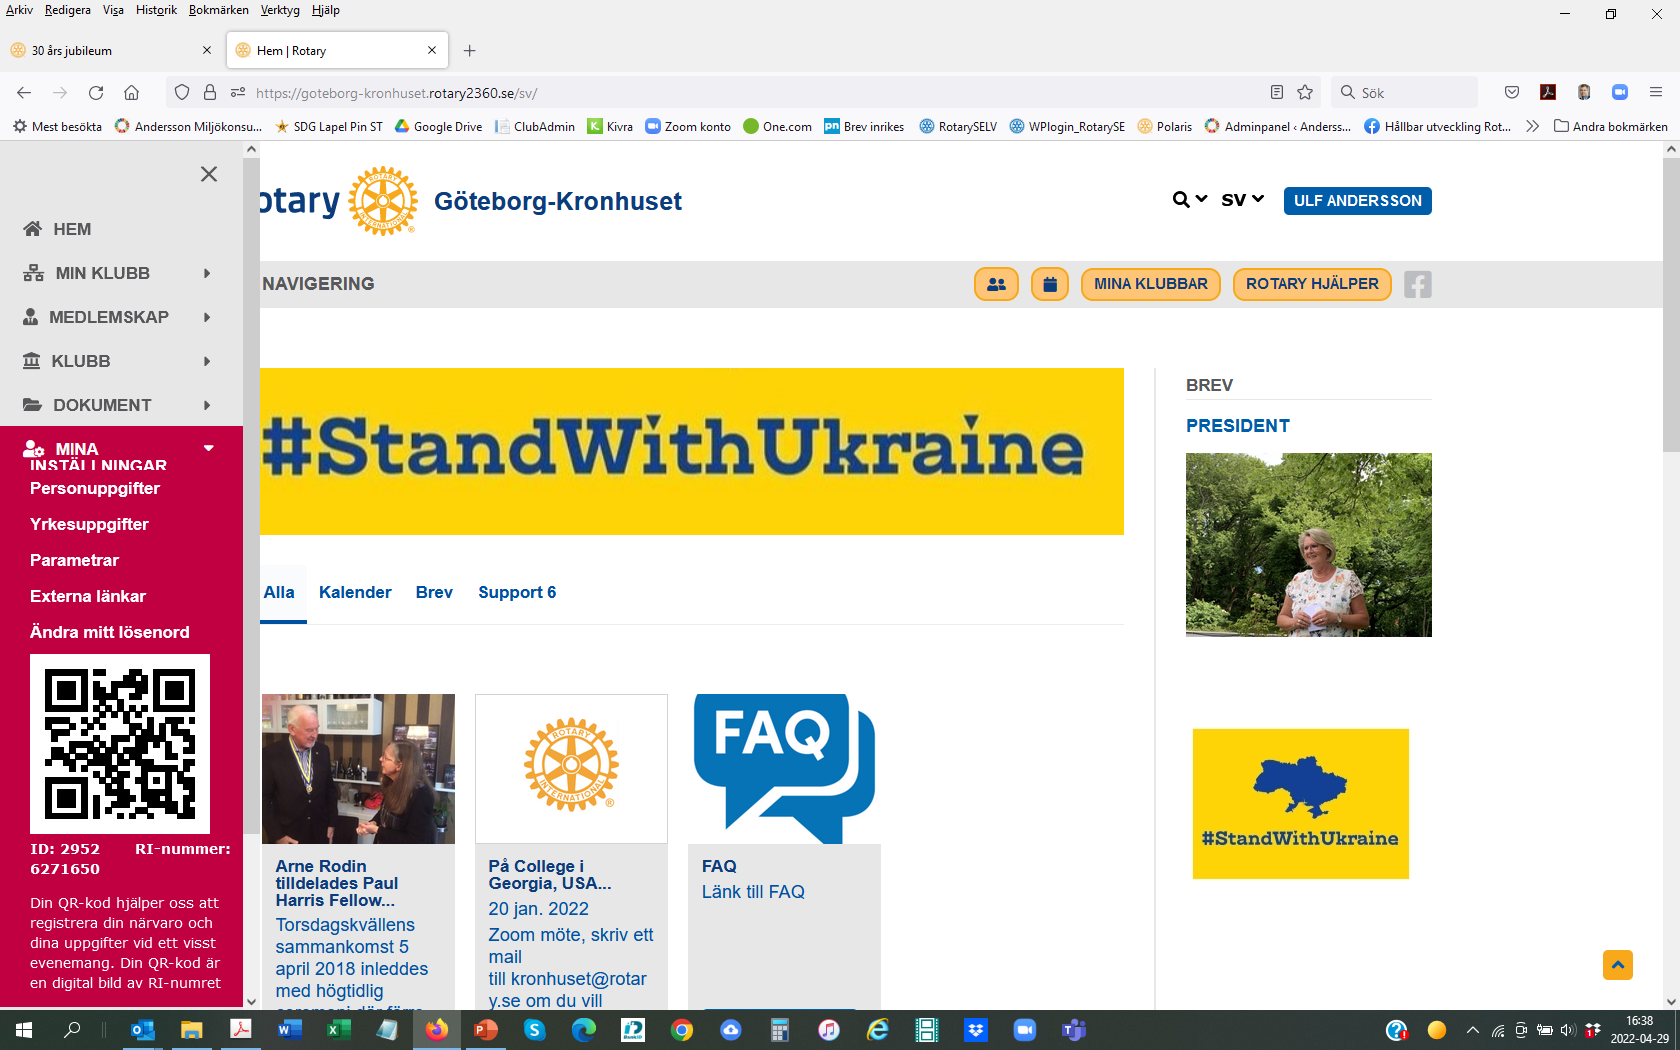 Arkiv Redigera Visa Historik Bokmärken Verktyg Hjälp
30 års jubileum
Hem | Rotary
https://goteborg-kronhuset.rotary2360.se/sv/
Sök
Mest besökta Andersson Miljökonsu... SDG Lapel Pin ST Google Drive ClubAdmin Kivra Zoom konto One.com Brev inrikes RotarySELV WPlogin_RotarySE Polaris Adminpanel ‹ Anderss... Hållbar utveckling Rot... Andra bokmärken
HEM
MIN KLUBB
MEDLEMSKAP
KLUBB
DOKUMENT
MINA
INSTÄLLNINGAR
Personuppgifter
Yrkesuppgifter
Parametrar
Externa länkar
Ändra mitt lösenord
ID: 2952 RI-nummer:
6271650
Din QR-kod hjälper oss att
registrera din närvaro och
dina uppgifter vid ett visst
evenemang. Din QR-kod är
en digital bild av RI-numret
otary
ROTARY
INTERNATIONAL
Göteborg-Kronhuset
SV
ULF ANDERSSON
NAVIGERING
MINA KLUBBAR
ROTARY HJÄLPER
#StandWithUkraine
Alla Kalender Brev Support 6
Arne Rodin
tilldelades Paul
Harris Fellow...
Torsdagskvällens
sammankomst 5
april 2018 inleddes
med högtidlig
ROTARY
INTERNATIONAL
På College i
Georgia, USA...
20 jan. 2022
Zoom möte, skriv ett
mail
till kronhuset@rotar
y.se om du vill
FAQ
FAQ
Länk till FAQ
BREV
PRESIDENT
#StandWithUkraine
16:38
2022-04-29